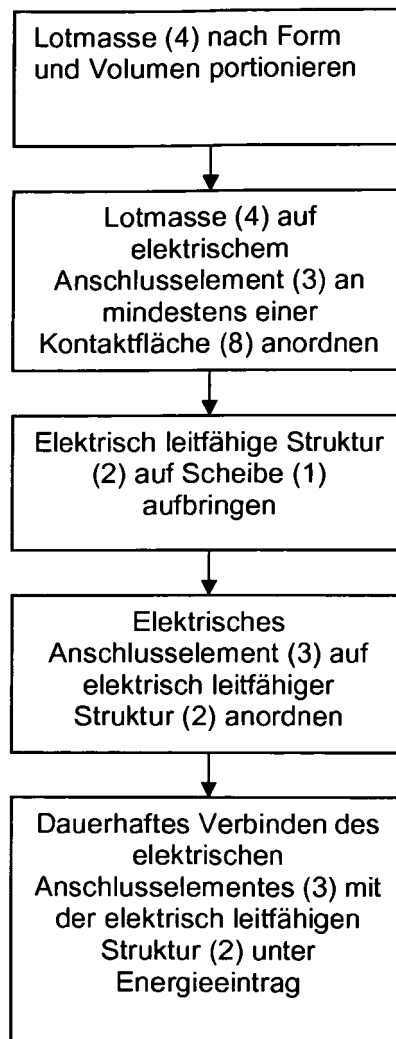 Lotmasse (4) nach Form
und Volumen portionieren
Lotmasse (4) auf
elektrischem
Anschlusselement (3) an
mindestens einer
Kontaktfläche (8) anordnen
Elektrisch leitfähige Struktur
(2) auf Scheibe (1)
aufbringen
Elektrisches
Anschlusselement (3) auf
elektrisch leitfähiger
Struktur (2) anordnen
Dauerhaftes Verbinden des
elektrischen
Anschlusselementes (3) mit
der elektrisch leitfähigen
Struktur (2) unter
Energieeintrag